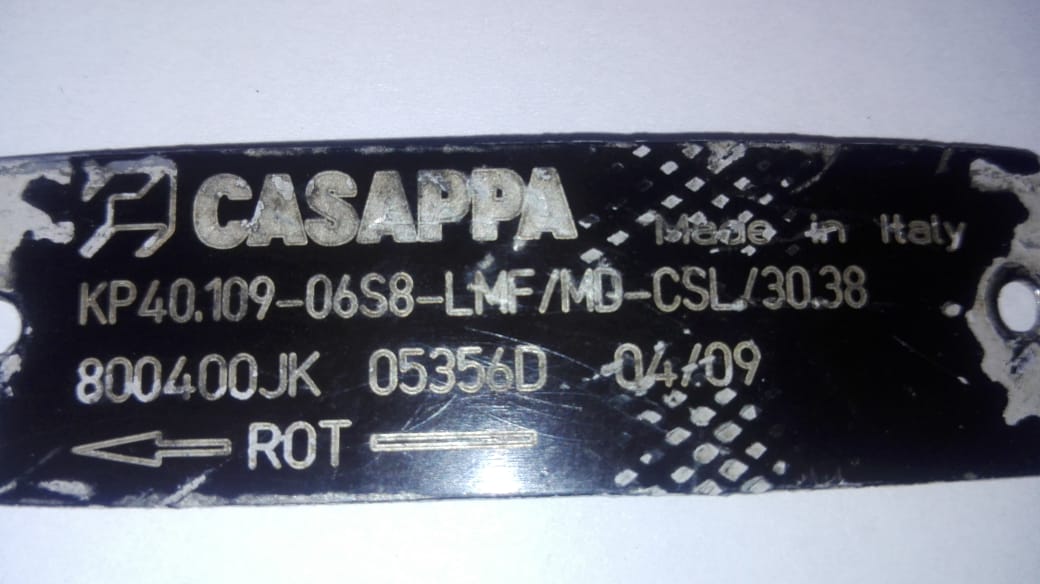 CASAPPA Made in Italy
KP40.109-06S8-LMF/MD-CSL/30.38
800400JK 05356D 04/09
ROT